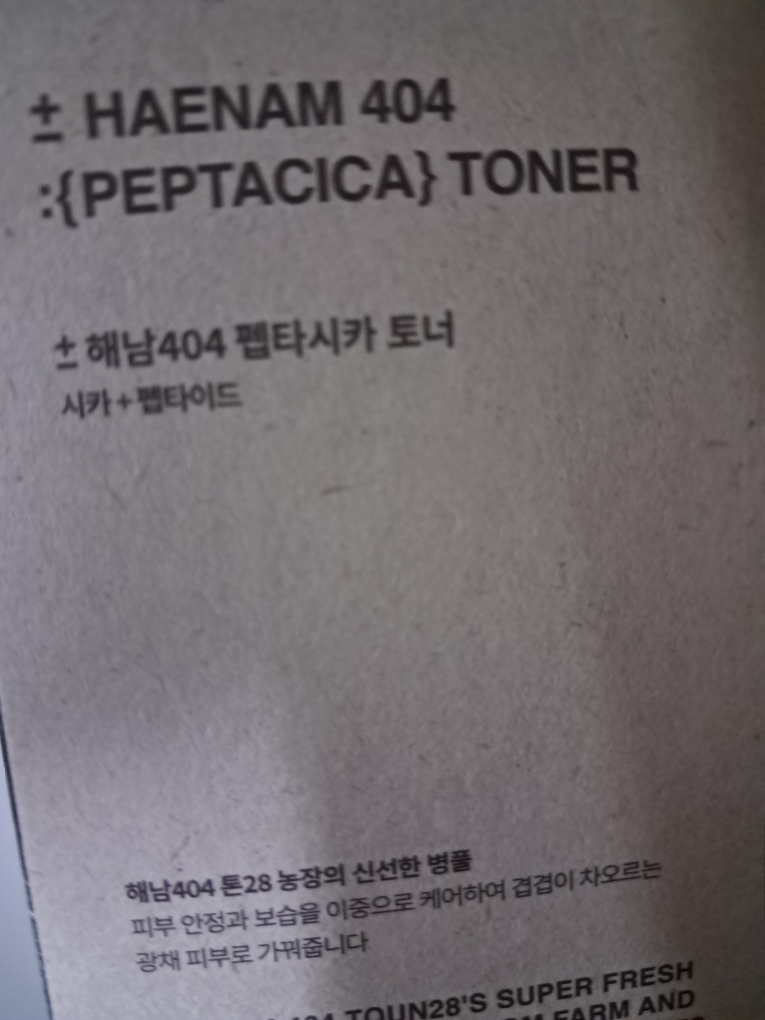 ± HAENAM 404
:{PEPTACICA} TONER
± 해남404 펩타시카 토너
시카+펩타이드
해남404 톤28 농장의 신선한 병풀
피부 안정과 보습을 이중으로 케어하여 겹겹이 차오르는
광채 피부로 가꿔줍니다
404 TOUN28'S SUPER FRESH
FARM AND